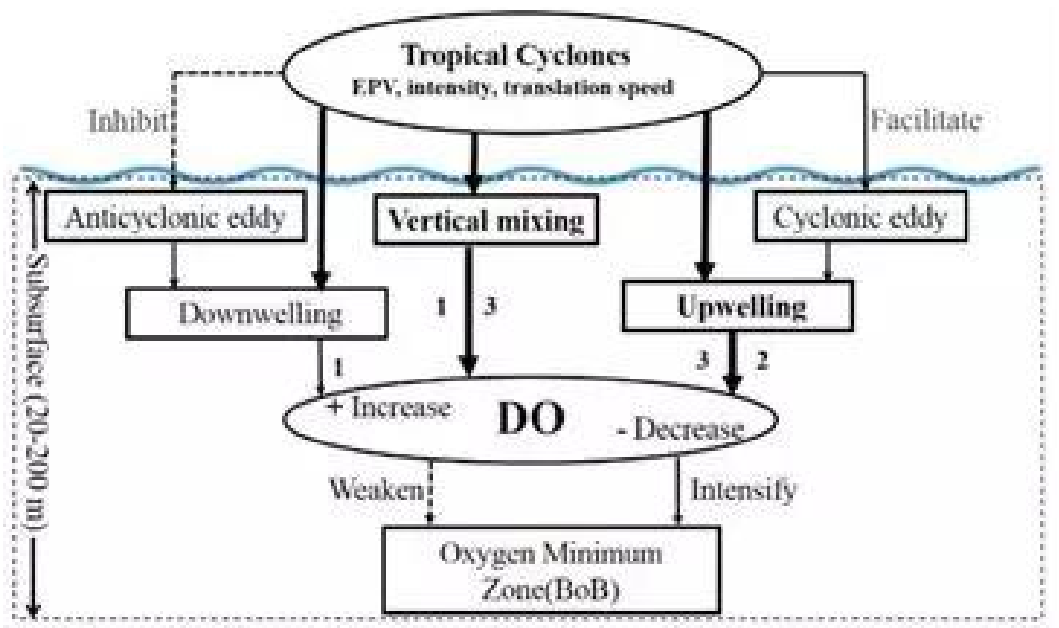 Tropical Cyclones
EPV, intensity, translation speed
Inhibit
Facilitate
Anticyclonic eddy
Vertical mixing
Cyclonic eddy
Downwelling
Upwelling
1
3
3
2
1
+ Increase
DO
- Decrease
Weaken
Intensify
Oxygen Minimum
Zone(BoB)
Subsurface (20-200 m)